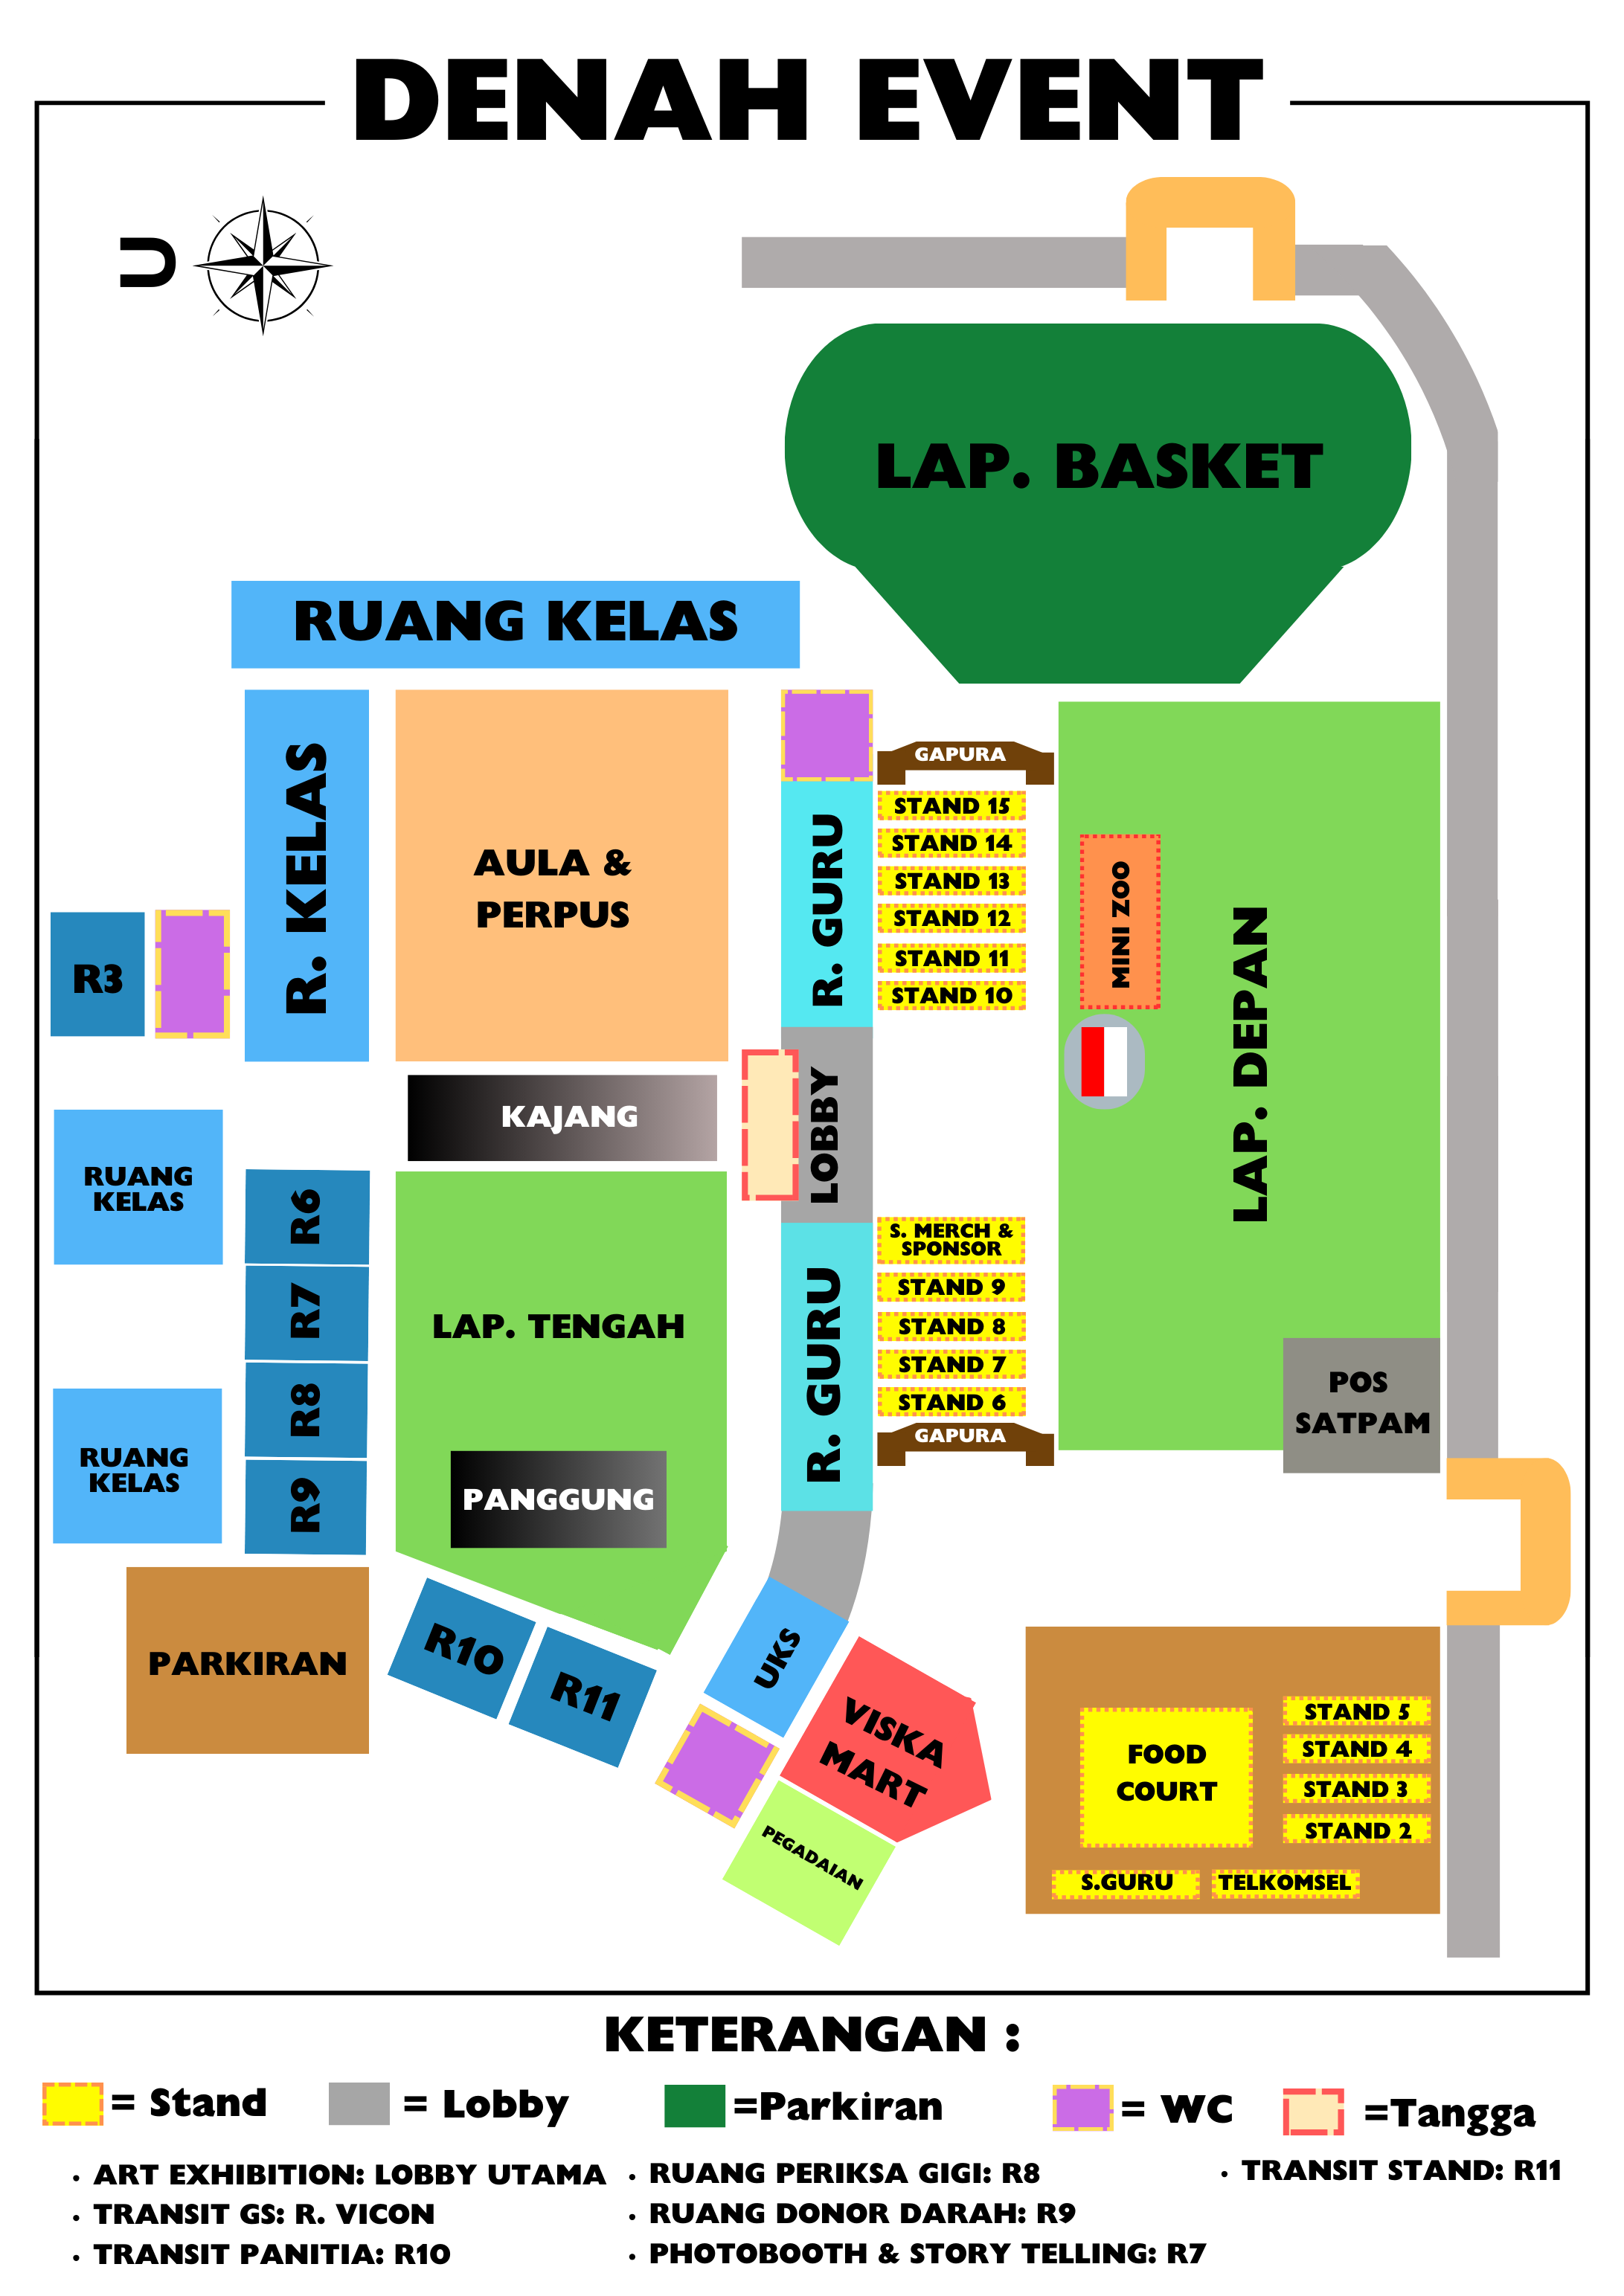 DENAH EVENT
U
LAP. BASKET
RUANG KELAS
R. KELAS
AULA &
PERPUS
R. GURU
GAPURA
STAND 15
STAND 14
STAND 13
STAND 12
STAND 11
STAND 10
MINI ZOO
LAP. DEPAN
R3
KAJANG
LOBBY
RUANG
KELAS
R6
R7
R8
R9
LAP. TENGAH
R. GURU
S. MERCH &
SPONSOR
STAND 9
STAND 8
STAND 7
STAND 6
GAPURA
POS
SATPAM
RUANG
KELAS
PANGGUNG
PARKIRAN
R10
R11
UKS
VISKA
MART
PEGADAIAN
FOOD
COURT
STAND 5
STAND 4
STAND 3
STAND 2
S.GURU
TELKOMSEL
KETERANGAN :
= Stand
= Lobby
=Parkiran
= WC
=Tangga
• ART EXHIBITION: LOBBY UTAMA
• TRANSIT GS: R. VICON
• TRANSIT PANITIA: R10
• RUANG PERIKSA GIGI: R8
• RUANG DONOR DARAH: R9
• PHOTOBOOTH & STORY TELLING: R7
• TRANSIT STAND: R11